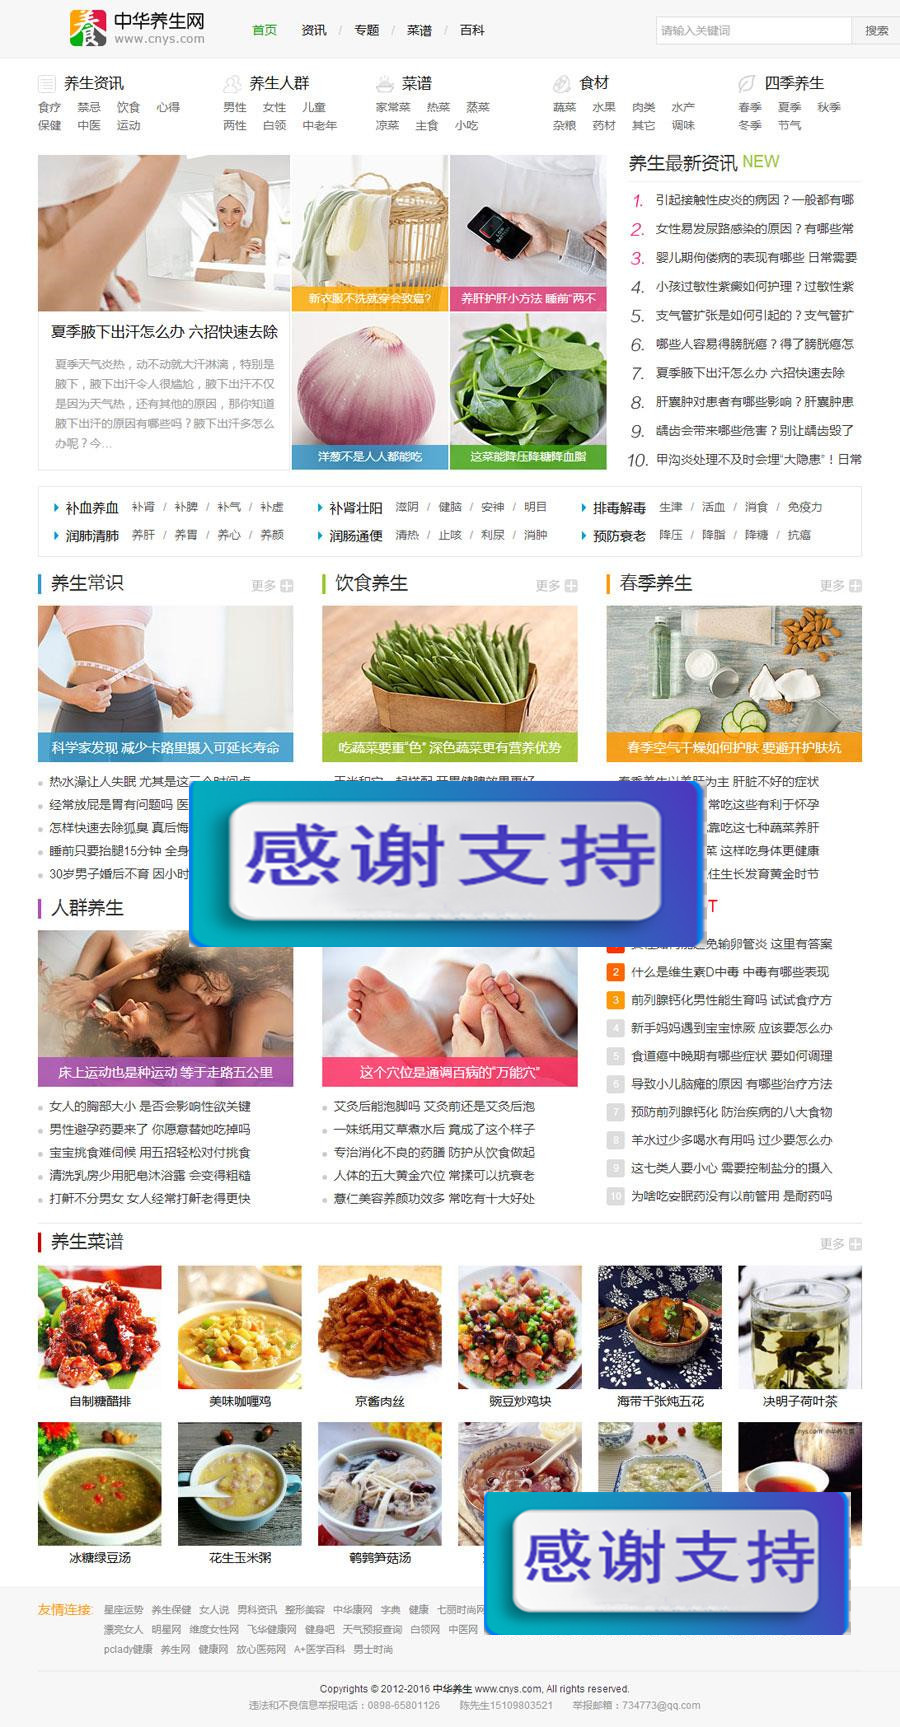 中华养生网
www.cnys.com
首页 资讯 / 专题 / 菜谱 / 百科
请输入关键词 搜索
养生资讯
食疗 禁忌 饮食 心得
保健 中医 运动
养生人群
男性 女性 儿童
两性 白领 中老年
菜谱
家常菜 热菜 蒸菜
凉菜 主食 小吃
食材
蔬菜 水果 肉类 水产
杂粮 药材 其它 调味
四季养生
春季 夏季 秋季
冬季 节气
夏季腋下出汗怎么办 六招快速去除
夏季天气炎热，动不动就大汗淋漓，特别是
腋下，腋下出汗令人很尴尬，腋下出汗不仅
是因为天气热，还有其他的原因，那你知道
腋下出汗的原因有哪些吗？腋下出汗多怎么
办呢？今...
新衣服不洗就穿会致癌?
养肝护肝小方法 睡前"两不
洋葱不是人人都能吃
这菜能降压降糖降血脂
养生最新资讯 NEW
1. 引起接触性皮炎的病因？一般都有哪
2. 女性易发尿路感染的原因？有哪些常
3. 婴儿期佝偻病的表现有哪些 日常需要
4. 小孩过敏性紫癜如何护理？过敏性紫
5. 支气管扩张是如何引起的？支气管扩
6. 哪些人容易得膀胱癌？得了膀胱癌怎
7. 夏季腋下出汗怎么办 六招快速去除
8. 肝囊肿对患者有哪些影响？肝囊肿患
9. 龋齿会带来哪些危害？别让龋齿毁了
10. 甲沟炎处理不及时会埋"大隐患"！日常
补血养血 补肾 / 补脾 / 补气 / 补虚
补肾壮阳 滋阴 / 健脑 / 安神 / 明目
排毒解毒 生津 / 活血 / 消食 / 免疫力
润肺清肺 养肝 / 养胃 / 养心 / 养颜
润肠通便 清热 / 止咳 / 利尿 / 消肿
预防衰老 降压 / 降脂 / 降糖 / 抗癌
养生常识 更多
科学家发现 减少卡路里摄入可延长寿命
热水澡让人失眠 尤其是这三个时间点
经常放屁是胃有问题吗 医
怎样快速去除狐臭 真后悔
睡前只要抬腿15分钟 全身
30岁男子婚后不育 因小时
饮食养生 更多
吃蔬菜要重"色" 深色蔬菜更有营养优势
春季养生 更多
春季空气干燥如何护肤 要避开护肤坑
春季养生以养肝为主 肝脏不好的症状
常吃这些有利于怀孕
靠吃这七种蔬菜养肝
菜 这样吃身体更健康
住生长发育黄金时节
感谢支持
人群养生
床上运动也是种运动 等于走路五公里
女人的胸部大小 是否会影响性欲关键
男性避孕药要来了 你愿意替她吃掉吗
宝宝挑食难伺候 用五招轻松对付挑食
清洗乳房少用肥皂沐浴露 会变得粗糙
打鼾不分男女 女人经常打鼾老得更快
这个穴位是通调百病的"万能穴"
艾灸后能泡脚吗 艾灸前还是艾灸后泡
一妹纸用艾草煮水后 竟成了这个样子
专治消化不良的药膳 防护从饮食做起
人体的五大黄金穴位 常揉可以抗衰老
薏仁美容养颜功效多 常吃有十大好处
T
免输卵管炎 这里有答案
2 什么是维生素D中毒 中毒有哪些表现
3 前列腺钙化男性能生育吗 试试食疗方
4 新手妈妈遇到宝宝惊厥 应该要怎么办
5 食道癌中晚期有哪些症状 要如何调理
6 导致小儿脑瘫的原因 有哪些治疗方法
7 预防前列腺钙化 防治疾病的八大食物
8 羊水过少多喝水有用吗 过少要怎么办
9 这七类人要小心 需要控制盐分的摄入
10 为啥吃安眠药没有以前管用 是耐药吗
养生菜谱 更多
自制糖醋排
美味咖喱鸡
京酱肉丝
豌豆炒鸡块
海带千张炖五花
决明子荷叶茶
冰糖绿豆汤
花生玉米粥
鹌鹑笋菇汤
感谢支持
友情连接: 星座运势 养生保健 女人说 男科资讯 整形美容 中华康网 字典 健康 七丽时尚网
漂亮女人 明星网 维度女性网 飞华健康网 健身吧 天气预报查询 白领网 中医网
pclady健康 养生网 健康网 放心医苑网 A+医学百科 男士时尚
Copyrights © 2012-2016 中华养生 www.cnys.com, All rights reserved.
违法和不良信息举报电话：0898-65801126 陈先生15109803521 举报邮箱：734773@qq.com